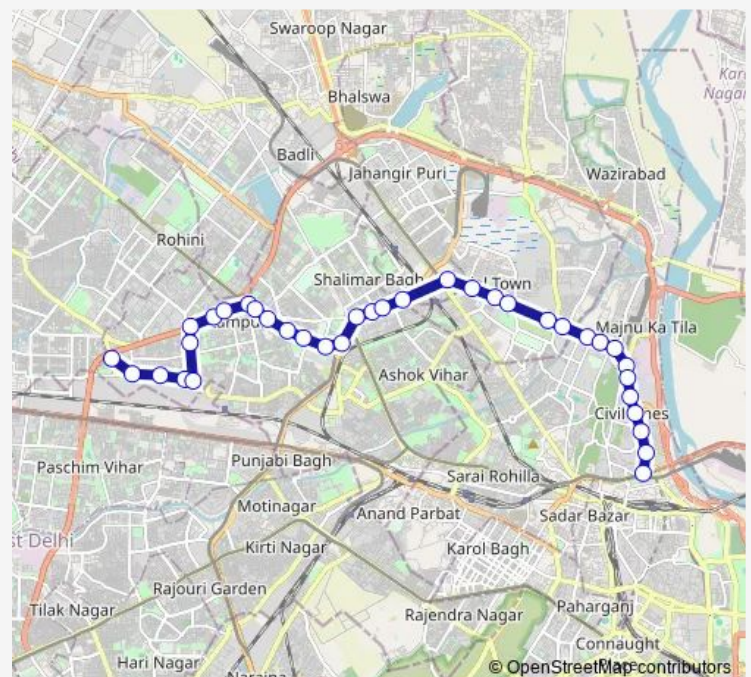 Swaroop Nagar
Bhalswa
Badli
Jahangir Puri
Wazirabad
Rohini
Shalimar Bagh
Town
Majnu Ka Tila
Ashok Vihar
Paschim Vihar
Punjabi Bagh
Sarai Rohilla
Motinagar
Anand Parbat
Sadar Bazar
Kirti Nagar
Karol Bagh
Rajouri Garden
Paharganj
Tilak Nagar
Rajendra Nagar
Connaught
Hari Nagar
© OpenStreetMap contributors